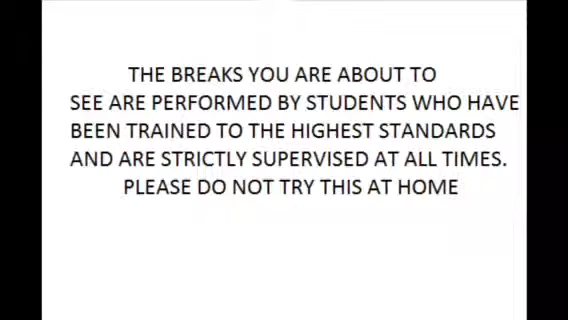 THE BREAKS YOU ARE ABOUT TO
SEE ARE PERFORMED BY STUDENTS WHO HAVE
BEEN TRAINED TO THE HIGHEST STANDARDS
AND ARE STRICTLY SUPERVISED AT ALL TIMES.
PLEASE DO NOT TRY THIS AT HOME